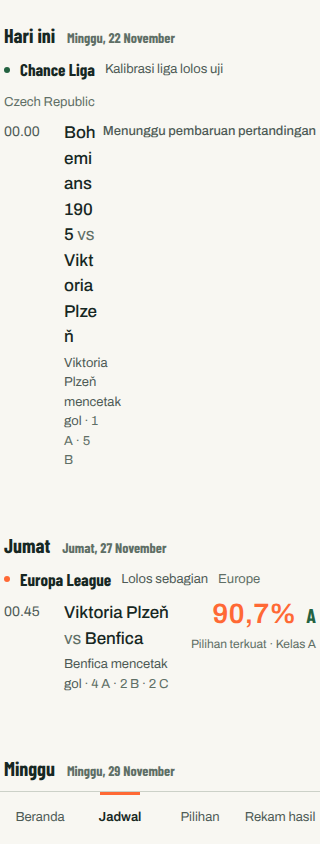 Hari ini Minggu, 22 November
Chance Liga Kalibrasi liga lolos uji
Czech Republic
00.00 Boh Menunggu pembaruan pertandingan
emi
ans
190
5 vs
Vikt
oria
Plze
ň
Viktoria
Plzeň
mencetak
gol · 1
A · 5
B
Jumat Jumat, 27 November
Europa League Lolos sebagian Europe
00.45 Viktoria Plzeň 90,7% A
vs Benfica
Pilihan terkuat · Kelas A
Benfica mencetak
gol · 4 A · 2 B · 2 C
Minggu Minggu, 29 November
Beranda Jadwal Pilihan Rekam hasil